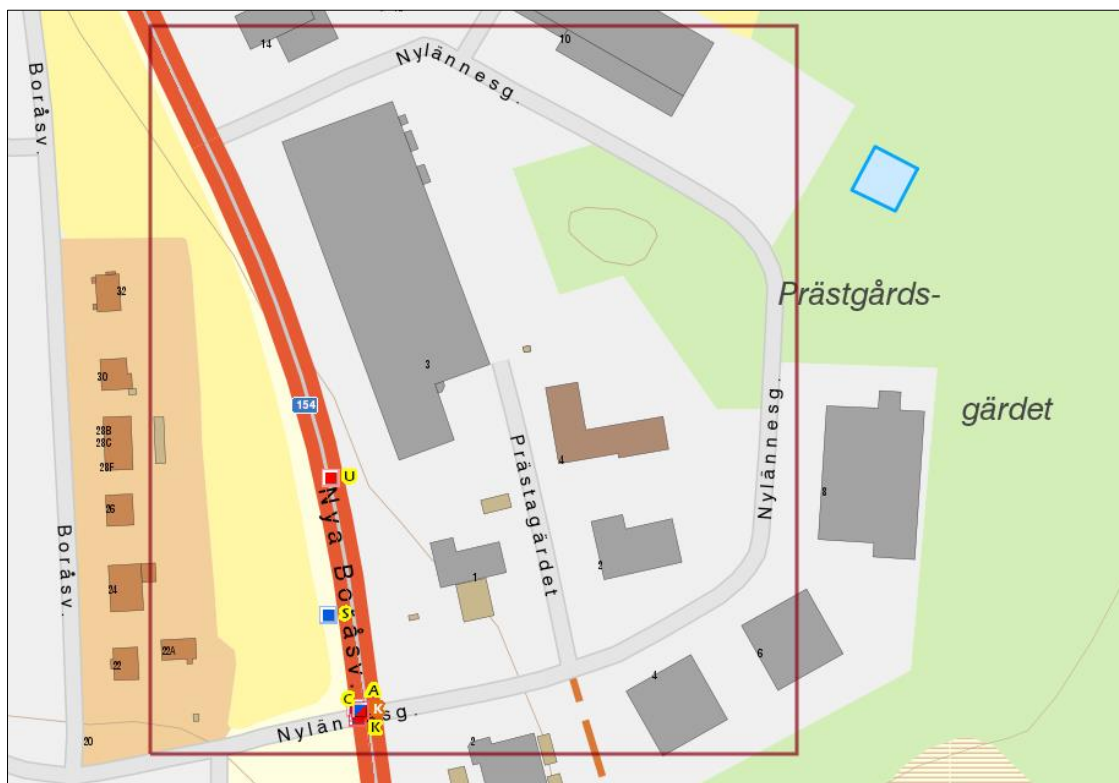 14
10
Nylännesg.
Boråsv.
32
Prästgårds-
3
30
154
gärdet
28B
28C
28F
4
Prästagärdet
Nylännesg.
U
8
26
Nya Boråsv.
Boråsv.
1
2
24
S
22A
22
6
4
C
A
K
K
Nylännesg.
20
2